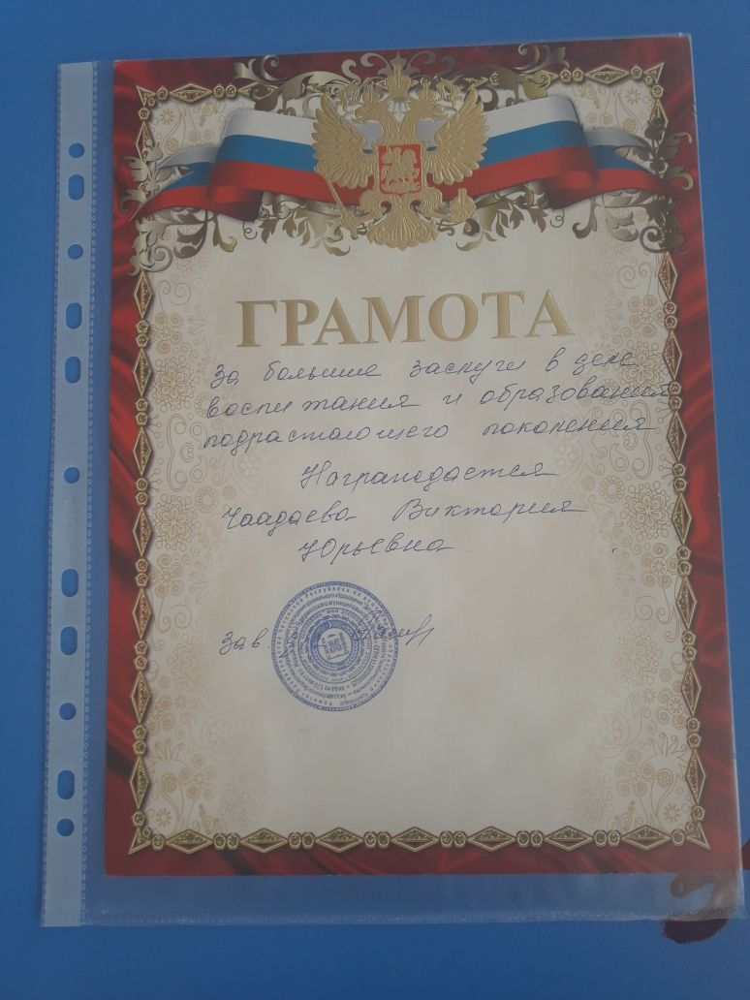 ГРАМОТА
За большие заслуги в деле
воспитания и образования
подрастающего поколения
Награждается
Чаадаева Виктория
Юрьевна
Зав.